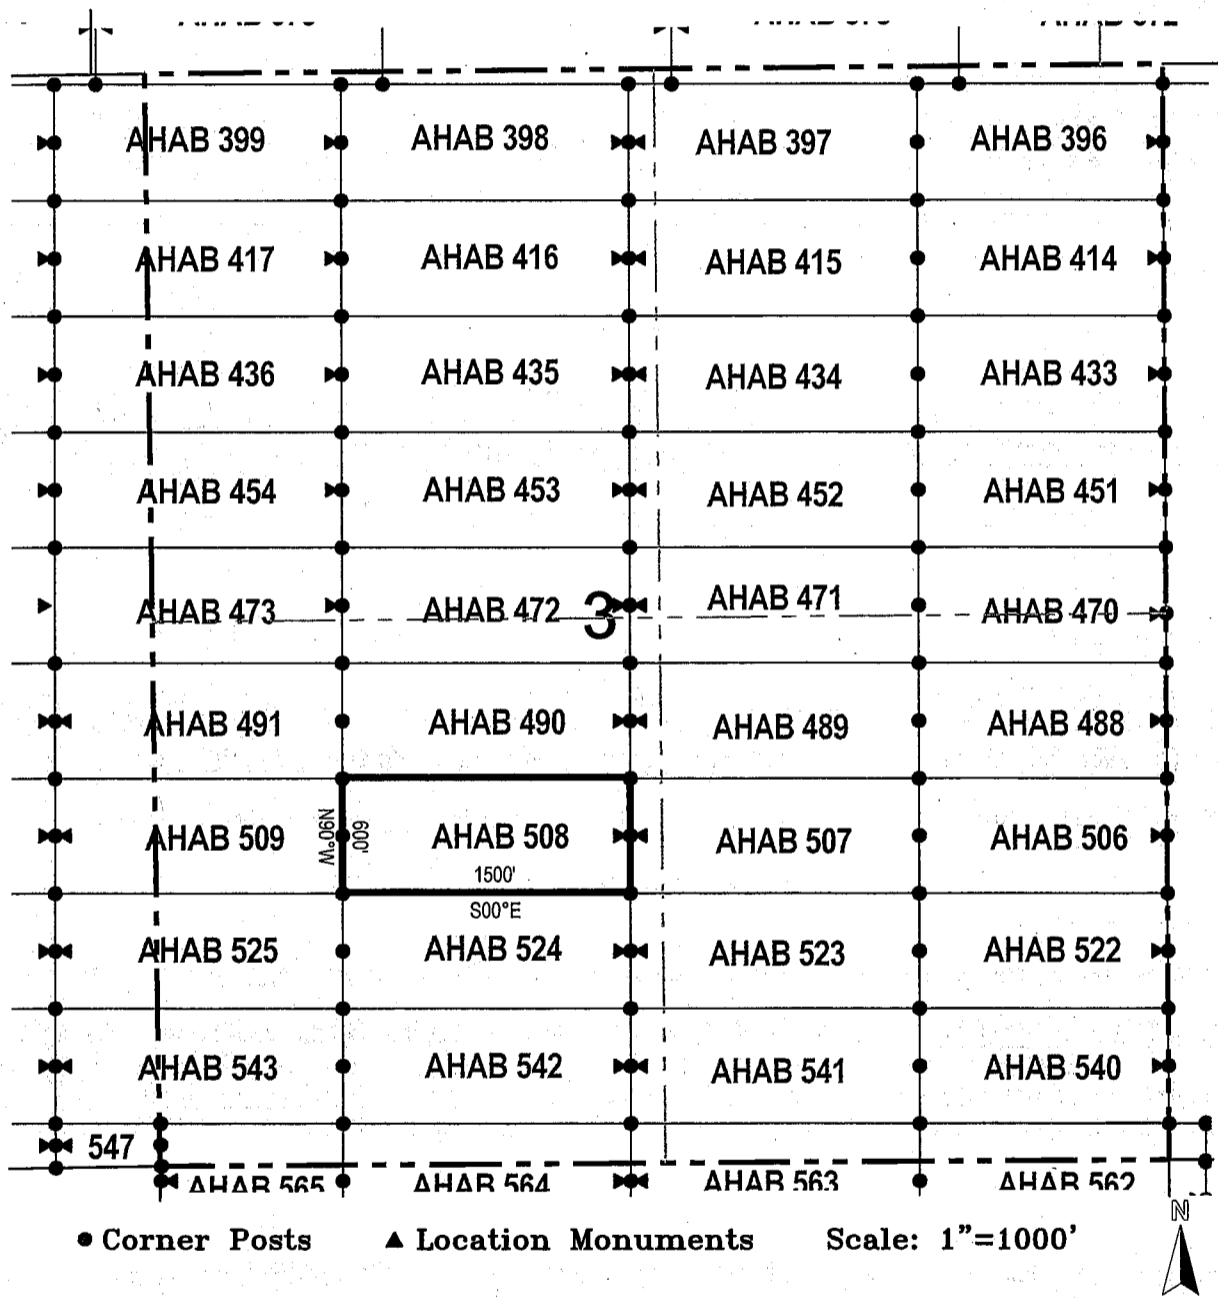 AHAB 399 AHAB 398 AHAB 397 AHAB 396
AHAB 417 AHAB 416 AHAB 415 AHAB 414
AHAB 436 AHAB 435 AHAB 434 AHAB 433
AHAB 454 AHAB 453 AHAB 452 AHAB 451
AHAB 473 AHAB 472 3 AHAB 471 AHAB 470
AHAB 491 AHAB 490 AHAB 489 AHAB 488
AHAB 509 N90°W 600' AHAB 508 AHAB 507 AHAB 506
1500'
S00°E
AHAB 525 AHAB 524 AHAB 523 AHAB 522
AHAB 543 AHAB 542 AHAB 541 AHAB 540
547
AHAB 565 AHAB 564 AHAB 563 AHAB 562
N
Corner Posts Location Monuments Scale: 1"=1000'